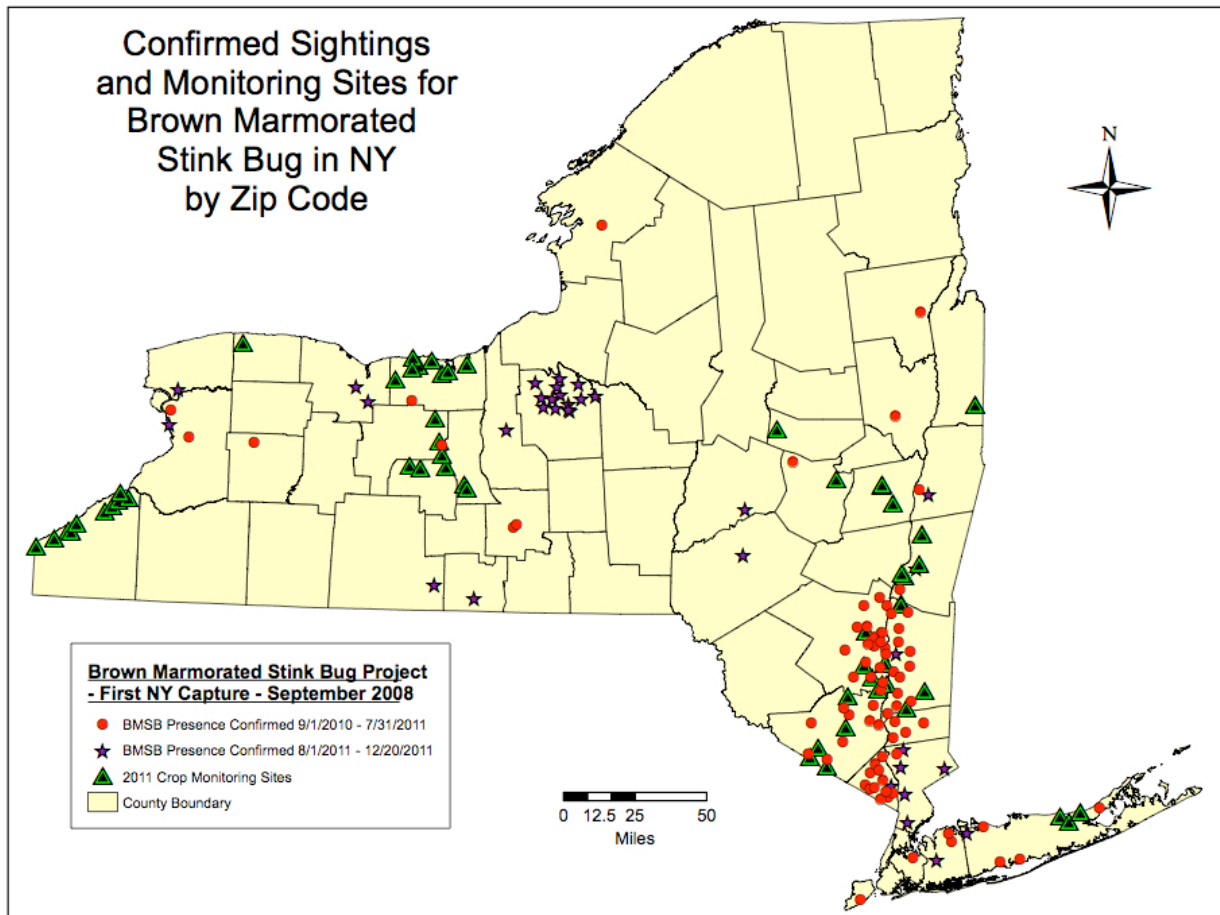 Confirmed Sightings
and Monitoring Sites for
Brown Marmorated
Stink Bug in NY
by Zip Code
N
Brown Marmorated Stink Bug Project
- First NY Capture - September 2008
BMSB Presence Confirmed 9/1/2010 - 7/31/2011
BMSB Presence Confirmed 8/1/2011 - 12/20/2011
2011 Crop Monitoring Sites
County Boundary
0 12.5 25 50
Miles